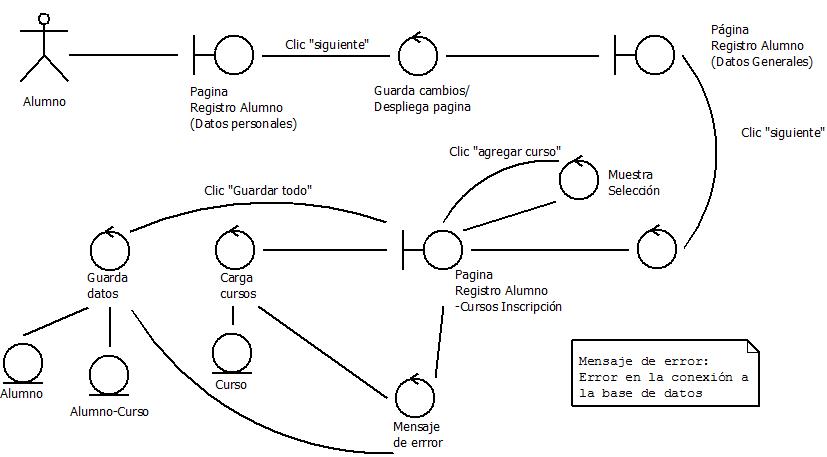 Alumno
Pagina
Registro Alumno
(Datos personales)
Clic "siguiente"
Guarda cambios/
Despliega pagina
Página
Registro Alumno
(Datos Generales)
Clic "siguiente"
Clic "agregar curso"
Muestra
Selección
Clic "Guardar todo"
Guarda
datos
Carga
cursos
Pagina
Registro Alumno
-Cursos Inscripción
Alumno
Alumno-Curso
Curso
Mensaje
de errror
Mensaje de error:
Error en la conexión a
la base de datos